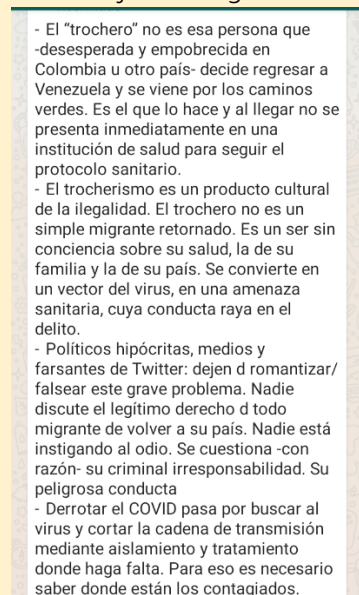 - El “trochero” no es esa persona que
-desesperada y empobrecida en
Colombia u otro país- decide regresar a
Venezuela y se viene por los caminos
verdes. Es el que lo hace y al llegar no se
presenta inmediatamente en una
institución de salud para seguir el
protocolo sanitario.
- El trocherismo es un producto cultural
de la ilegalidad. El trochero no es un
simple migrante retornado. Es un ser sin
conciencia sobre su salud, la de su
familia y la de su país. Se convierte en
un vector del virus, en una amenaza
sanitaria, cuya conducta raya en el
delito.
- Políticos hipócritas, medios y
farsantes de Twitter: dejen d romantizar/
falsear este grave problema. Nadie
discute el legítimo derecho d todo
migrante de volver a su país. Nadie está
instigando al odio. Se cuestiona -con
razón- su criminal irresponsabilidad. Su
peligrosa conducta
- Derrotar el COVID pasa por buscar al
virus y cortar la cadena de transmisión
mediante aislamiento y tratamiento
donde haga falta. Para eso es necesario
saber donde están los contagiados.